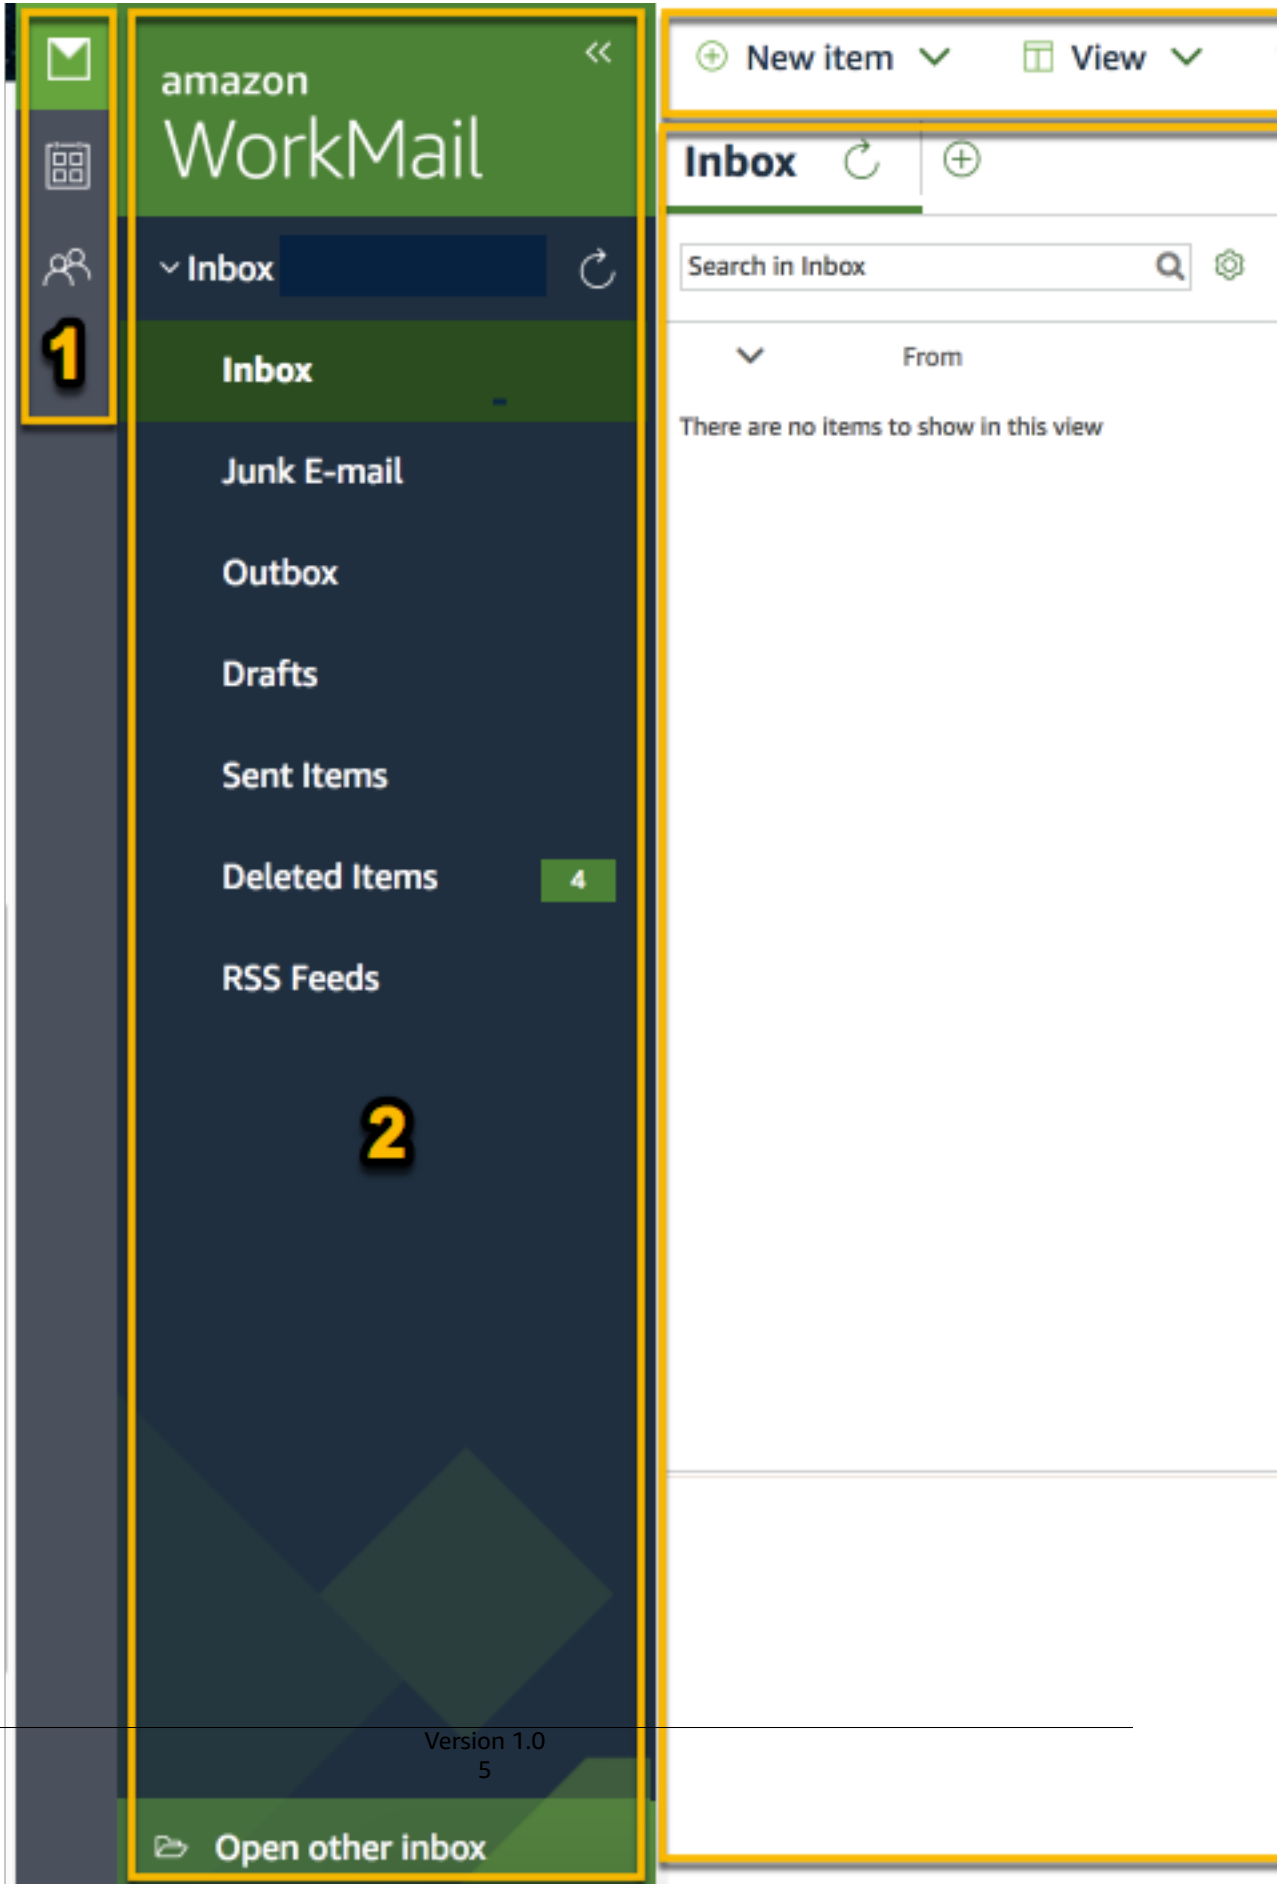 amazon
WorkMail
Inbox
1
Inbox
Junk E-mail
Outbox
Drafts
Sent Items
Deleted Items 4
RSS Feeds
2
Version 1.0
5
Open other inbox
New item View
Inbox
Search in Inbox
From
There are no items to show in this view